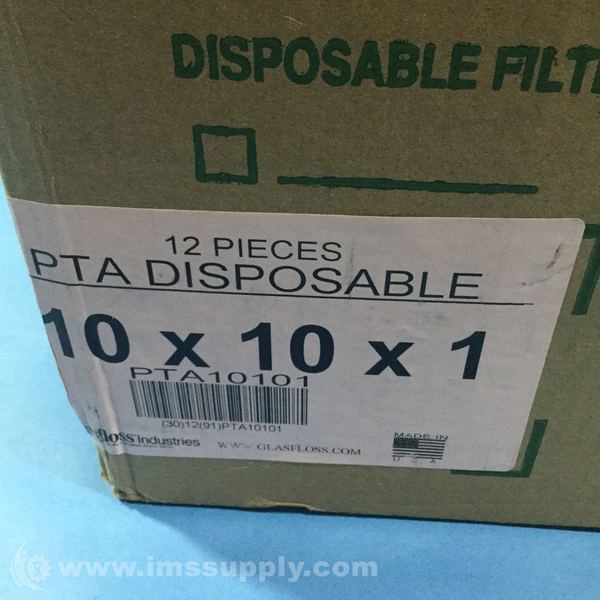 DISPOSABLE FILT
12 PIECES
PTA DISPOSABLE
10 x 10 x 1
PTA10101
(30)12(91)PTA10101
sfloss Industries
WWW.GLASFLOSS.COM
MADE IN
U S A
www.imssupply.com